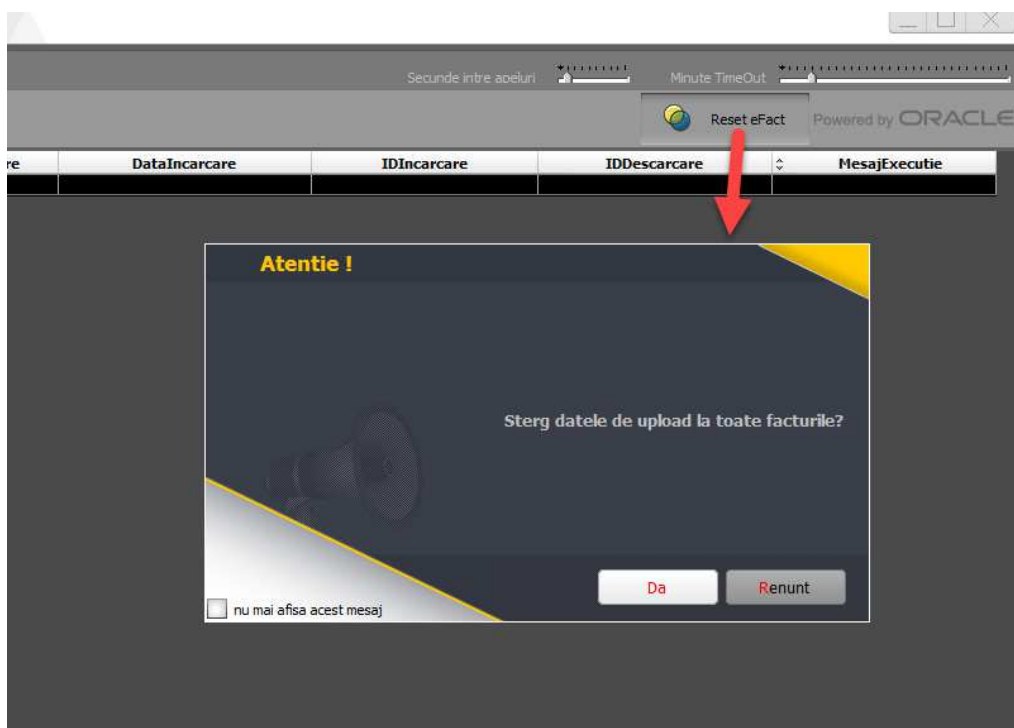 Secunde intre apeluri
Minute TimeOut
Reset eFact
Powered by ORACLE
re DataIncarcare IDIncarcare IDDescarcare MesajExecutie
Atentie !
Sterg datele de upload la toate facturile?
Da Renunt
nu mai afisa acest mesaj